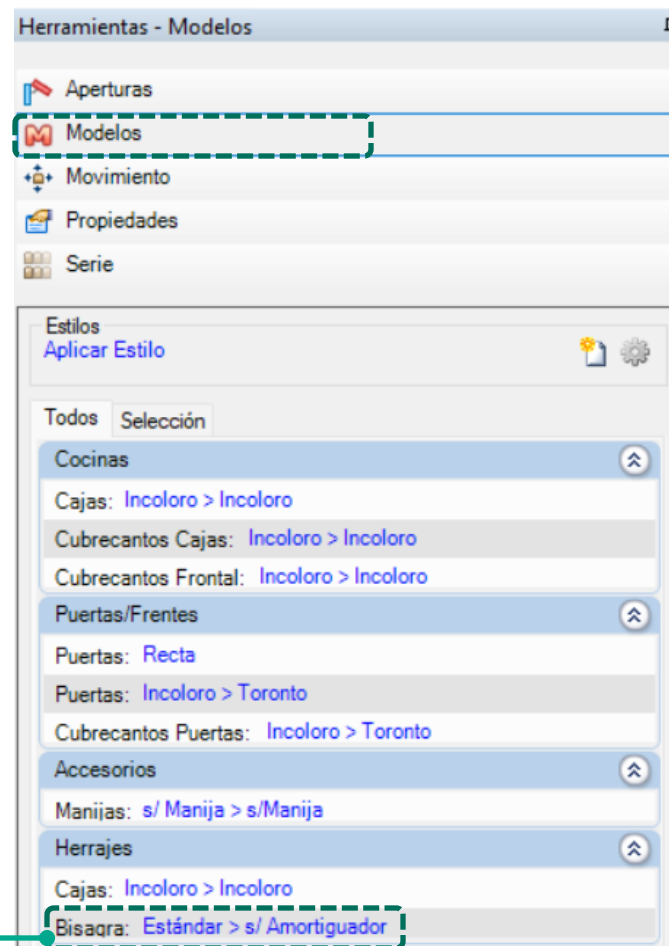 Herramientas - Modelos
Aperturas
Modelos
Movimiento
Propiedades
Serie
Estilos
Aplicar Estilo
Todos Selección
Cocinas
Cajas: Incoloro > Incoloro
Cubrecantos Cajas: Incoloro > Incoloro
Cubrecantos Frontal: Incoloro > Incoloro
Puertas/Frentes
Puertas: Recta
Puertas: Incoloro > Toronto
Cubrecantos Puertas: Incoloro > Toronto
Accesorios
Manijas: s/ Manija > s/Manija
Herrajes
Cajas: Incoloro > Incoloro
Bisagra: Estándar > s/ Amortiguador